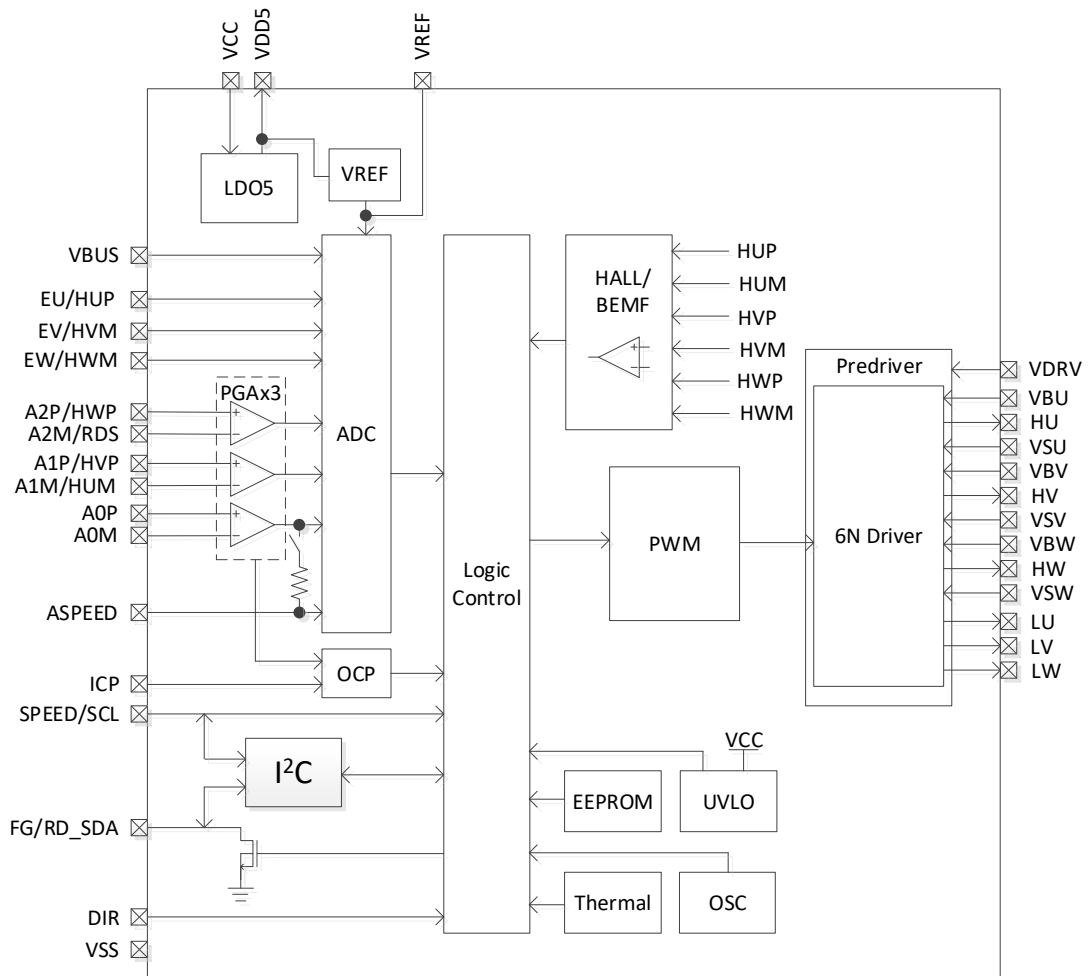 VCC
VDD5
VREF
LDO5
VREF
VBUS
EU/HUP
EV/HVM
EW/HWM
A2P/HWP
A2M/RDS
A1P/HVP
A1M/HUM
A0P
A0M
ASPEED
ICP
SPEED/SCL
FG/RD_SDA
DIR
VSS
PGAx3
+
−
+
−
+
−
ADC
OCP
I²C
Logic
Control
HALL/
BEMF
+
−
HUP
HUM
HVP
HVM
HWP
HWM
PWM
Predriver
6N Driver
VCC
EEPROM
UVLO
Thermal
OSC
VDRV
VBU
HU
VSU
VBV
HV
VSV
VBW
HW
VSW
LU
LV
LW